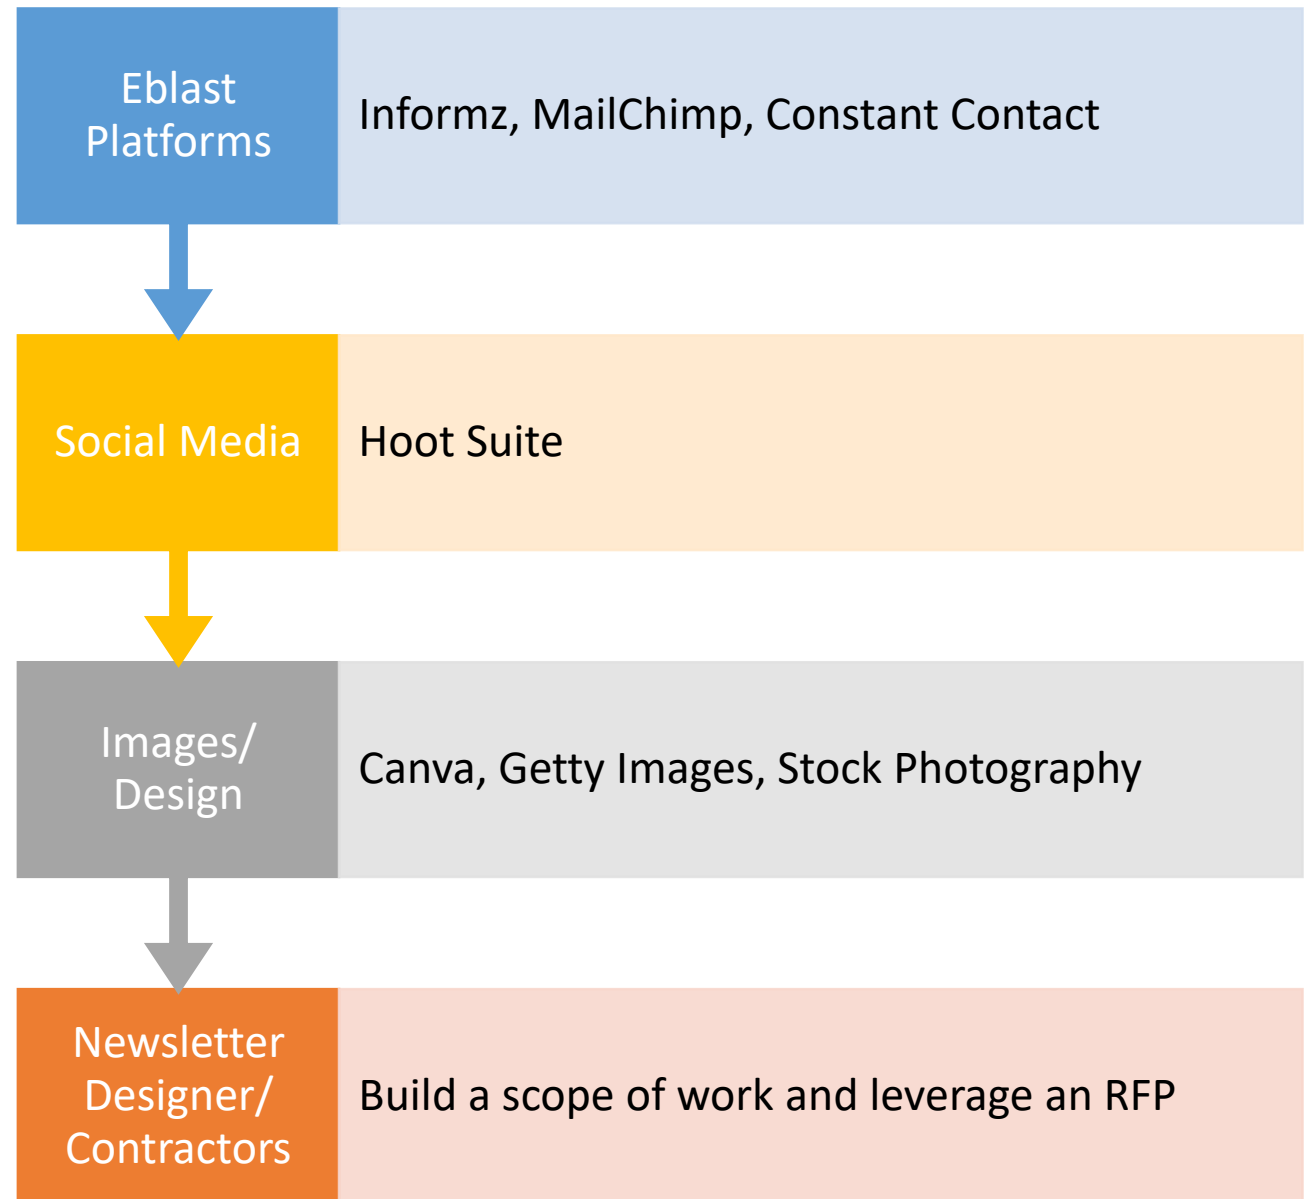 Eblast
Platforms
Informz, MailChimp, Constant Contact
Social Media
Hoot Suite
Images/
Design
Canva, Getty Images, Stock Photography
Newsletter
Designer/
Contractors
Build a scope of work and leverage an RFP